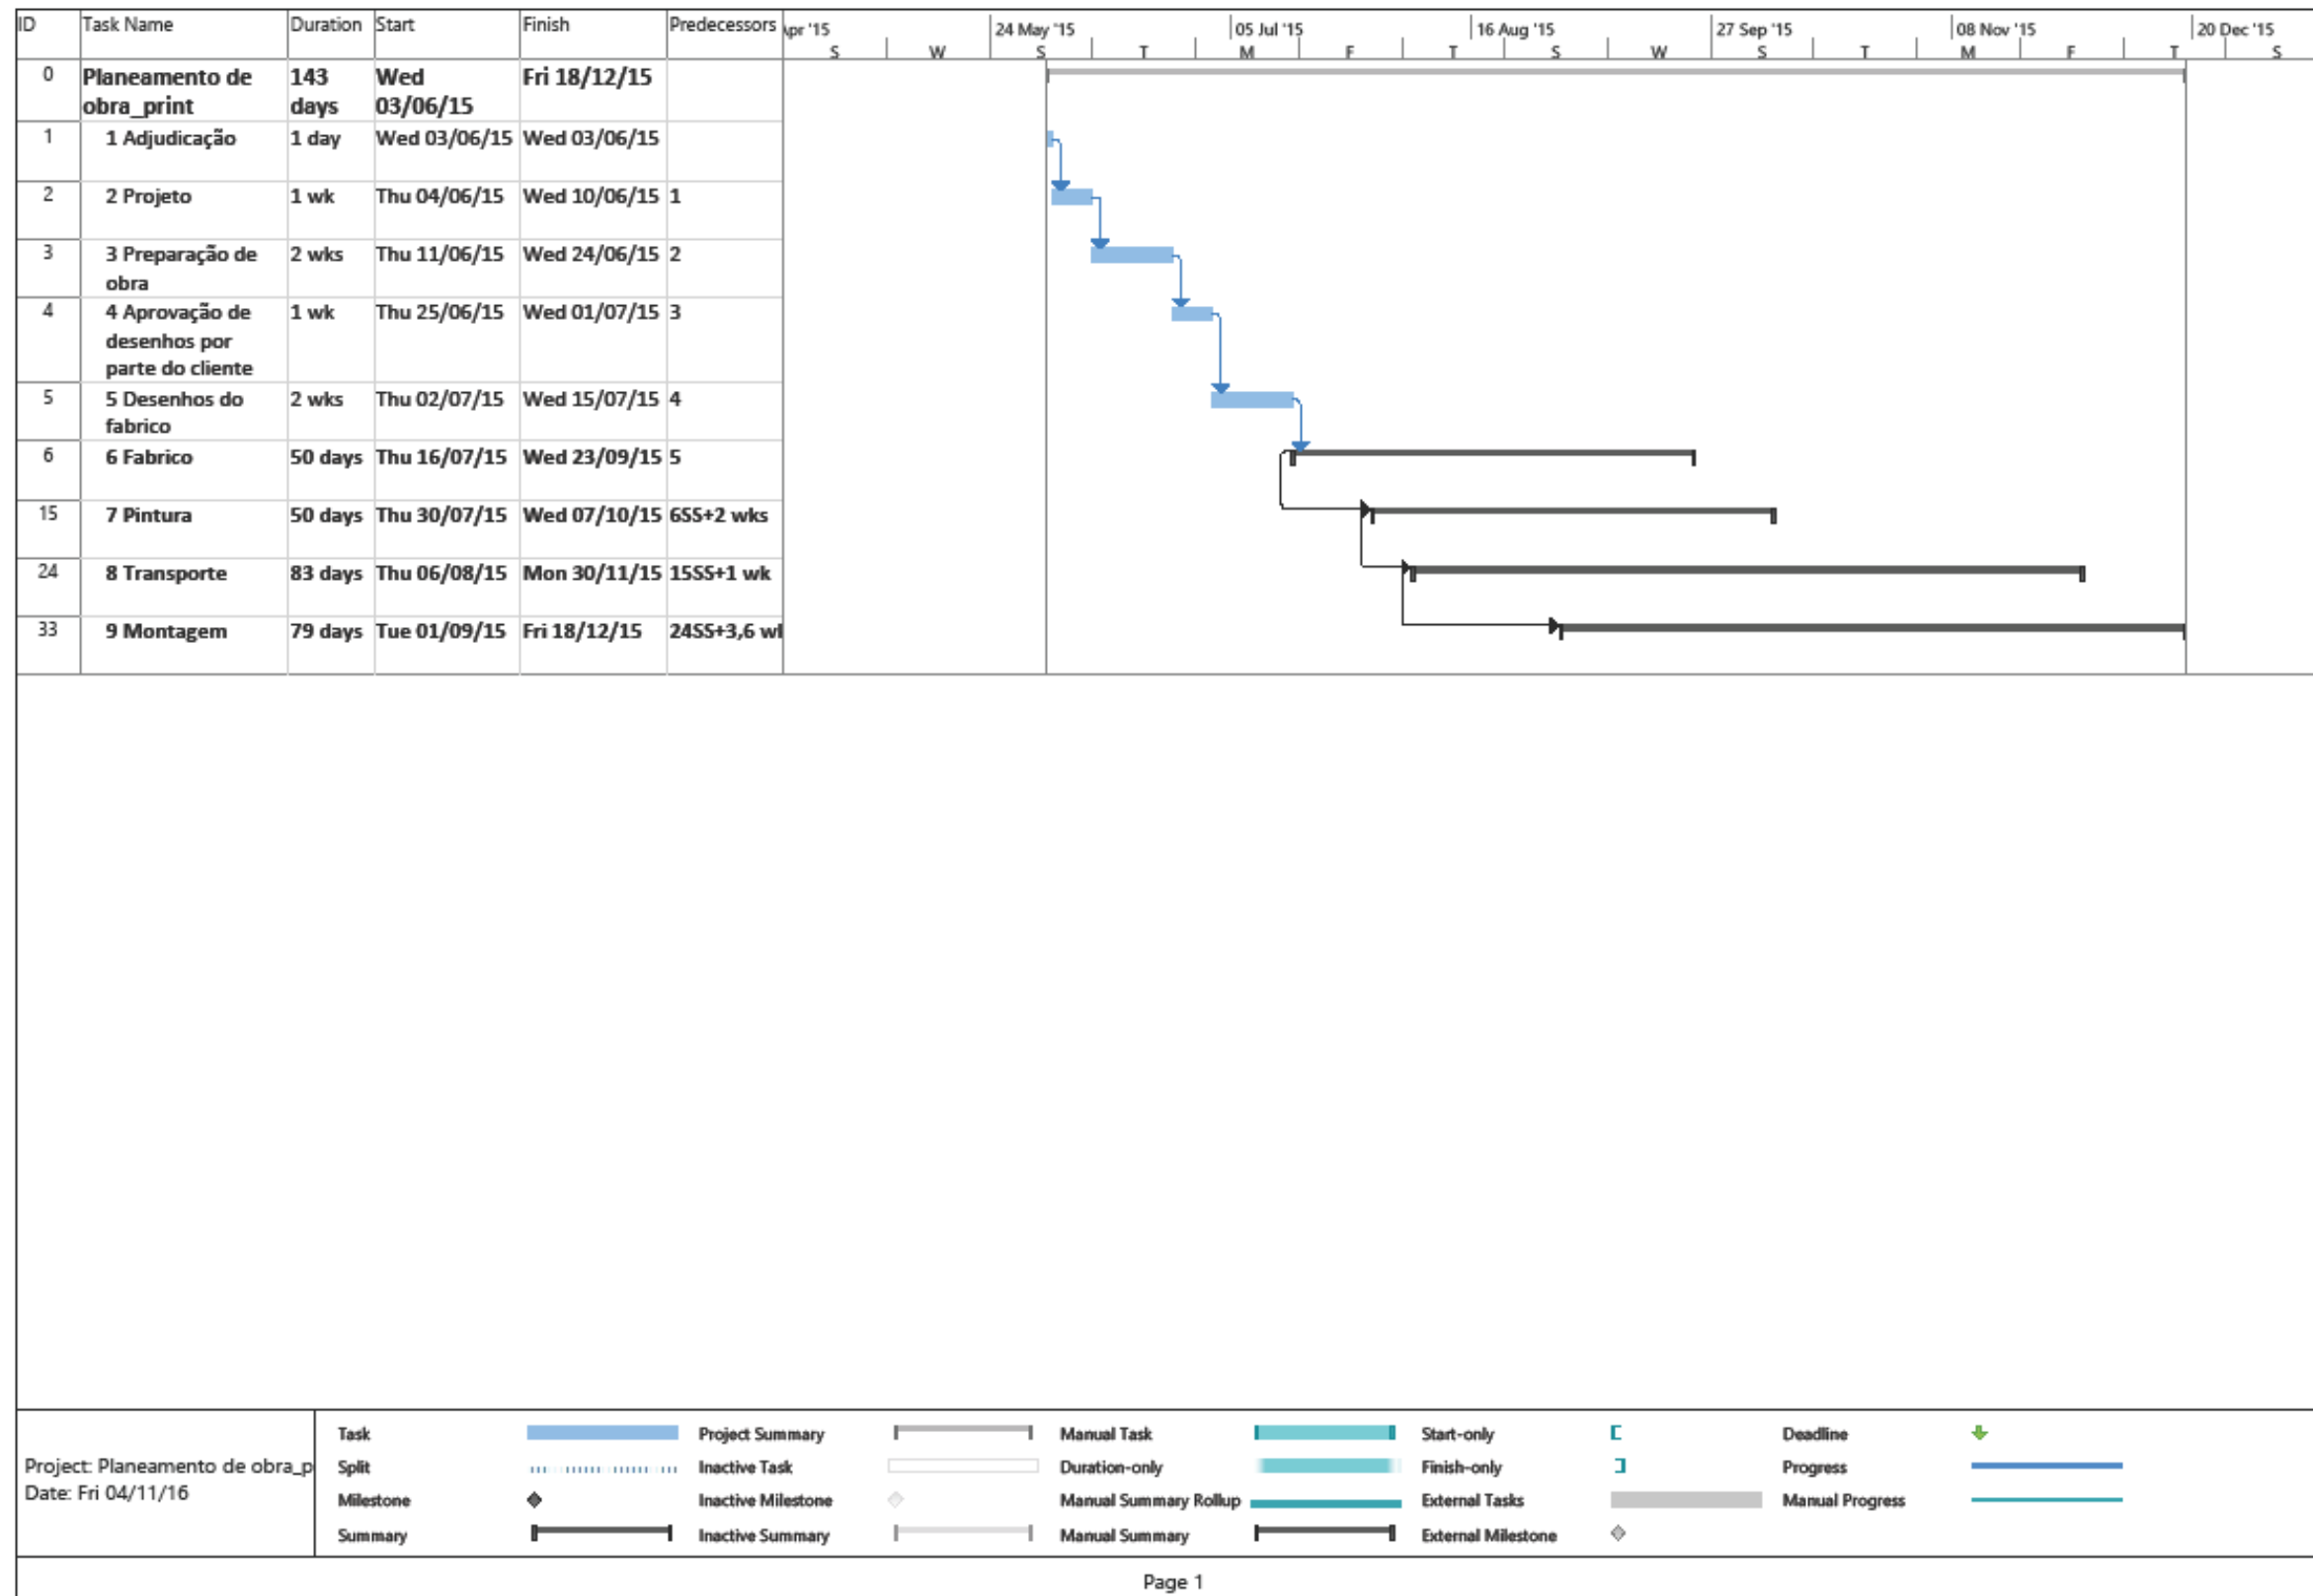 ID Task Name Duration Start Finish Predecessors Apr '15 24 May '15 05 Jul '15 16 Aug '15 27 Sep '15 08 Nov '15 20 Dec '15
S W S T M F T S W S T M F T S
0 Planeamento de 143 Wed Fri 18/12/15
obra_print days 03/06/15
1 1 Adjudicação 1 day Wed 03/06/15 Wed 03/06/15
2 2 Projeto 1 wk Thu 04/06/15 Wed 10/06/15 1
3 3 Preparação de 2 wks Thu 11/06/15 Wed 24/06/15 2
obra
4 4 Aprovação de 1 wk Thu 25/06/15 Wed 01/07/15 3
desenhos por
parte do cliente
5 5 Desenhos do 2 wks Thu 02/07/15 Wed 15/07/15 4
fabrico
6 6 Fabrico 50 days Thu 16/07/15 Wed 23/09/15 5
15 7 Pintura 50 days Thu 30/07/15 Wed 07/10/15 6SS+2 wks
24 8 Transporte 83 days Thu 06/08/15 Mon 30/11/15 15SS+1 wk
33 9 Montagem 79 days Tue 01/09/15 Fri 18/12/15 24SS+3,6 w
Project: Planeamento de obra_p
Date: Fri 04/11/16
Task Project Summary Manual Task Start-only Deadline
Split Inactive Task Duration-only Finish-only Progress
Milestone Inactive Milestone Manual Summary Rollup External Tasks Manual Progress
Summary Inactive Summary Manual Summary External Milestone
Page 1